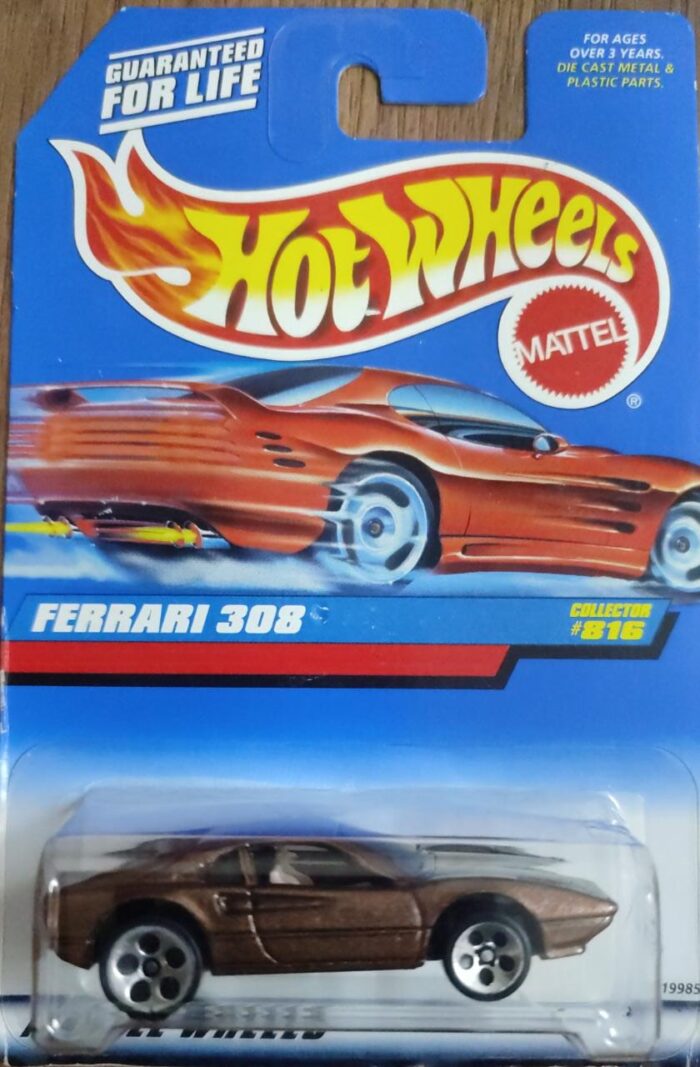 GUARANTEED
FOR LIFE
FOR AGES
OVER 3 YEARS.
DIE CAST METAL &
PLASTIC PARTS.
HOT WHEELS
MATTEL
®
FERRARI 308
COLLECTOR
#816
19985
WHEELS